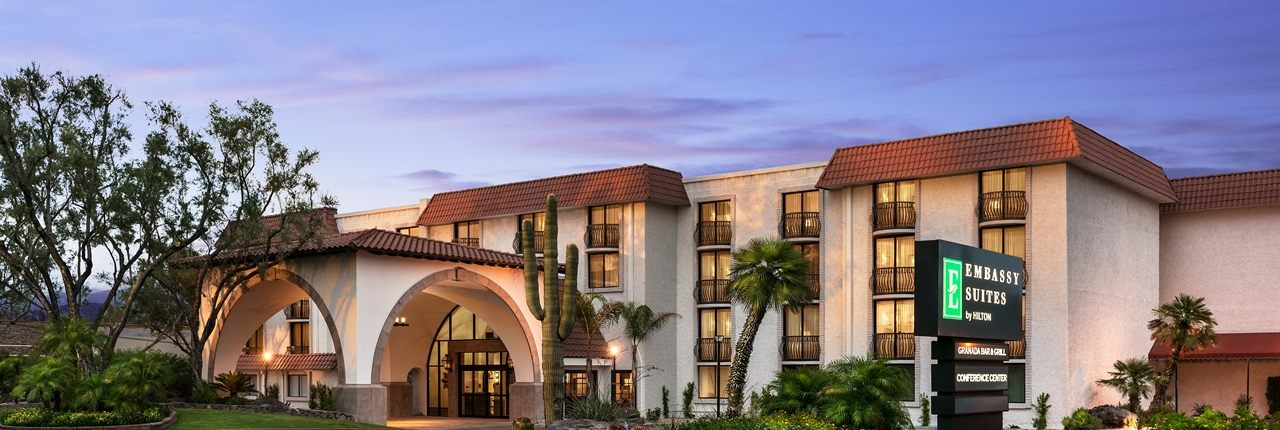 EMBASSY
SUITES
by HILTON
GRANADA BAR & GRILL
CONFERENCE CENTER